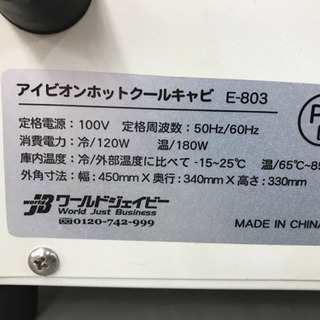 アイビオンホットクールキャビ E-803
定格電源：100V 定格周波数：50Hz/60Hz
消費電力：冷/120W 温/180W
庫内温度：冷/外部温度に比べて -15~25℃ 温/65℃~8
外角寸法：幅：450mm×奥行：340mm×高さ：330mm
world JB ワールドジェイビー
World Just Business
0120-742-999
MADE IN CHINA
P